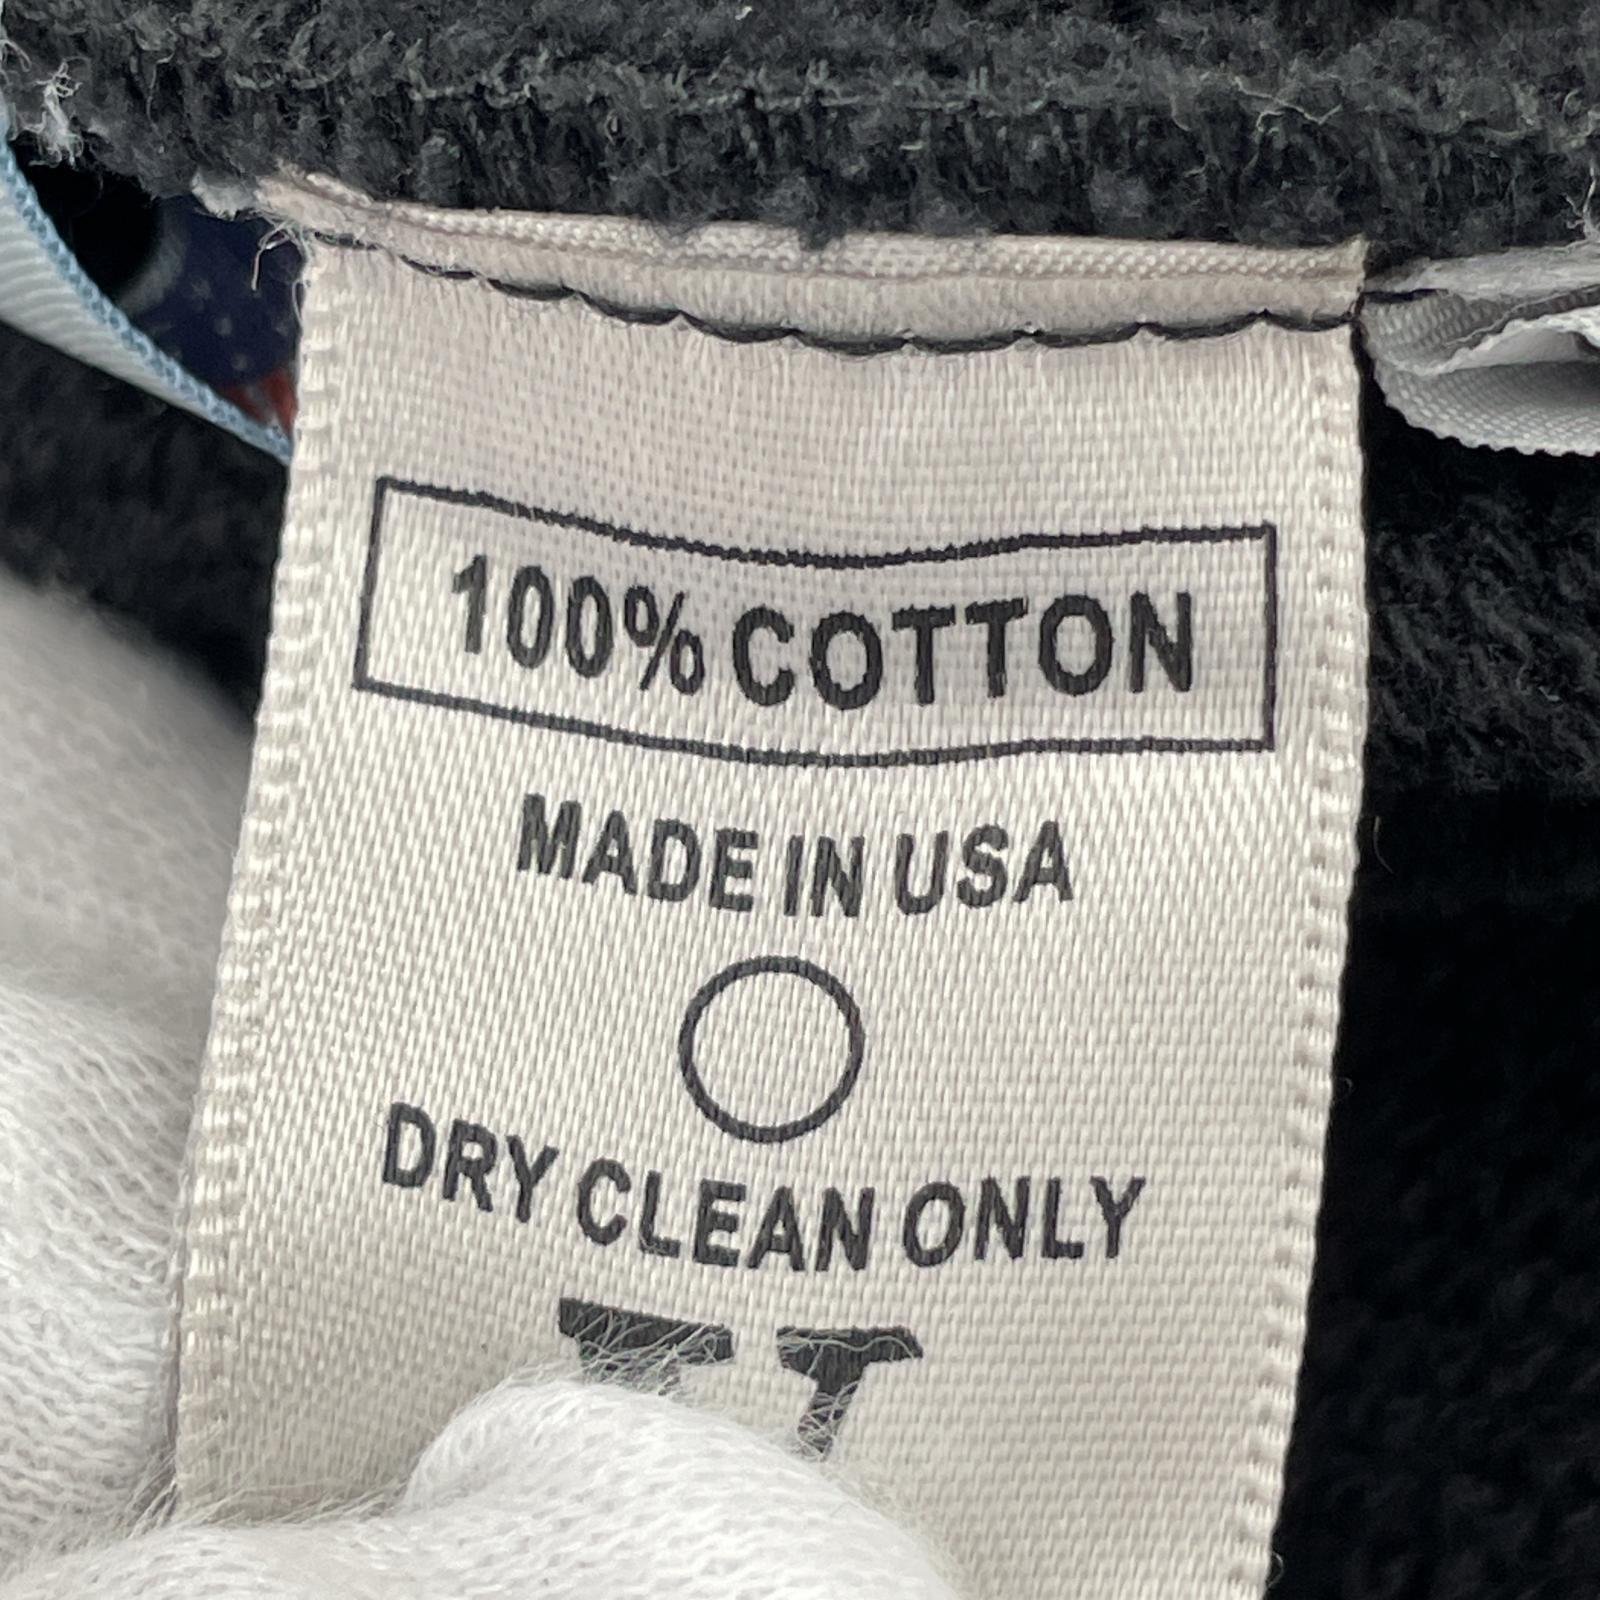 100% COTTON
MADE IN USA
DRY CLEAN ONLY